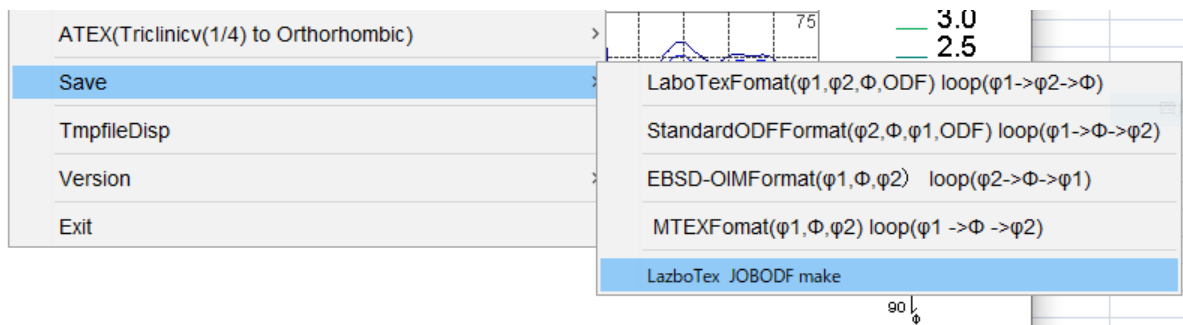 ATEX(Triclinicv(1/4) to Orthorhombic) >
75
3.0
2.5
Save >
LaboTexFomat(φ1,φ2,Φ,ODF) loop(φ1->φ2->Φ)
TmpfileDisp
StandardODFFormat(φ2,Φ,φ1,ODF) loop(φ1->Φ->φ2)
Version >
EBSD-OIMFormat(φ1,Φ,φ2) loop(φ2->Φ->φ1)
Exit
MTEXFomat(φ1,Φ,φ2) loop(φ1 ->Φ ->φ2)
LazboTex JOBODF make
90
Φ